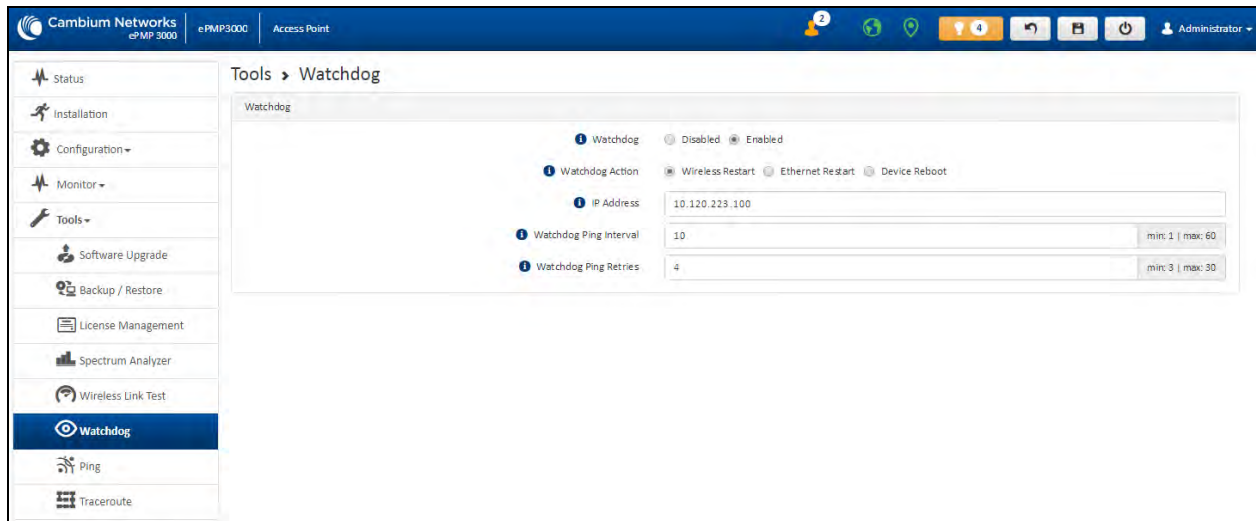 Cambium Networks
ePMP 3000
ePMP3000
Access Point
2
4
Administrator
Status
Installation
Configuration
Monitor
Tools
Software Upgrade
Backup / Restore
License Management
Spectrum Analyzer
Wireless Link Test
Watchdog
Ping
Traceroute
Tools > Watchdog
Watchdog
Watchdog Disabled Enabled
Watchdog Action Wireless Restart Ethernet Restart Device Reboot
IP Address 10.120.223.100
Watchdog Ping Interval 10 min: 1 | max: 60
Watchdog Ping Retries 4 min: 3 | max: 30